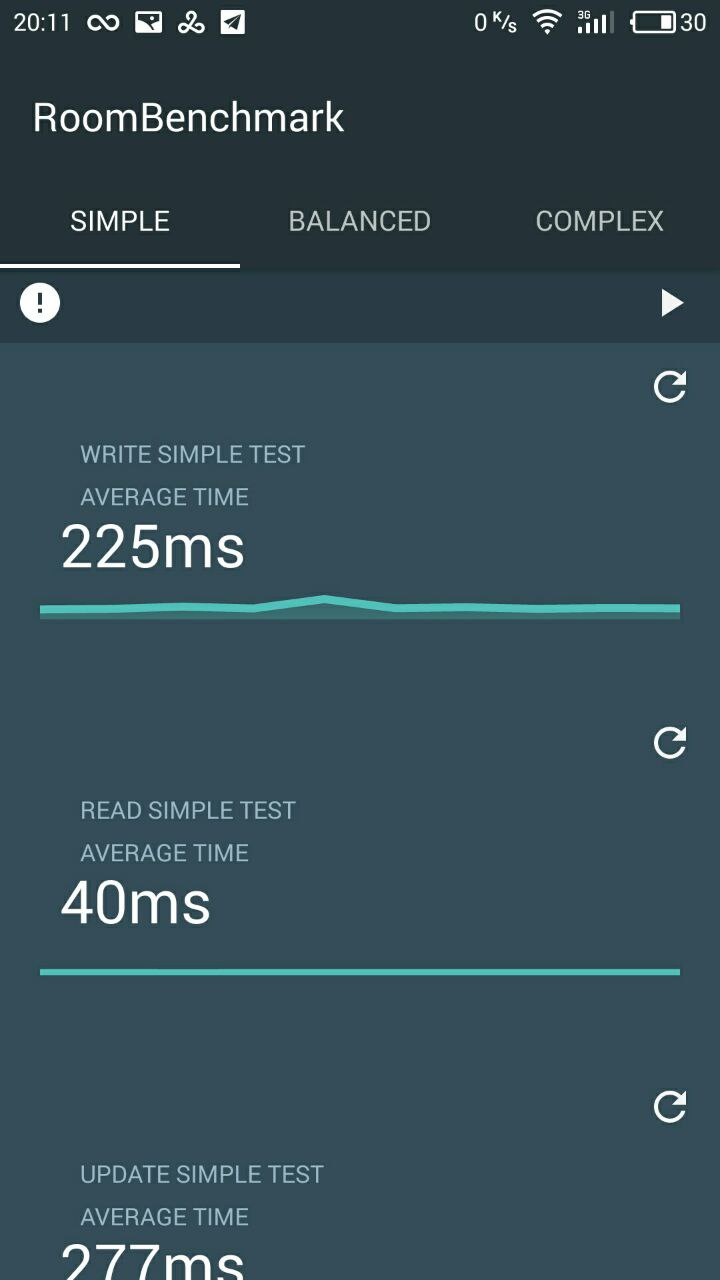 20:11 0 K/s 3G 30
RoomBenchmark
SIMPLE BALANCED COMPLEX
WRITE SIMPLE TEST
AVERAGE TIME
225ms
READ SIMPLE TEST
AVERAGE TIME
40ms
UPDATE SIMPLE TEST
AVERAGE TIME
277ms